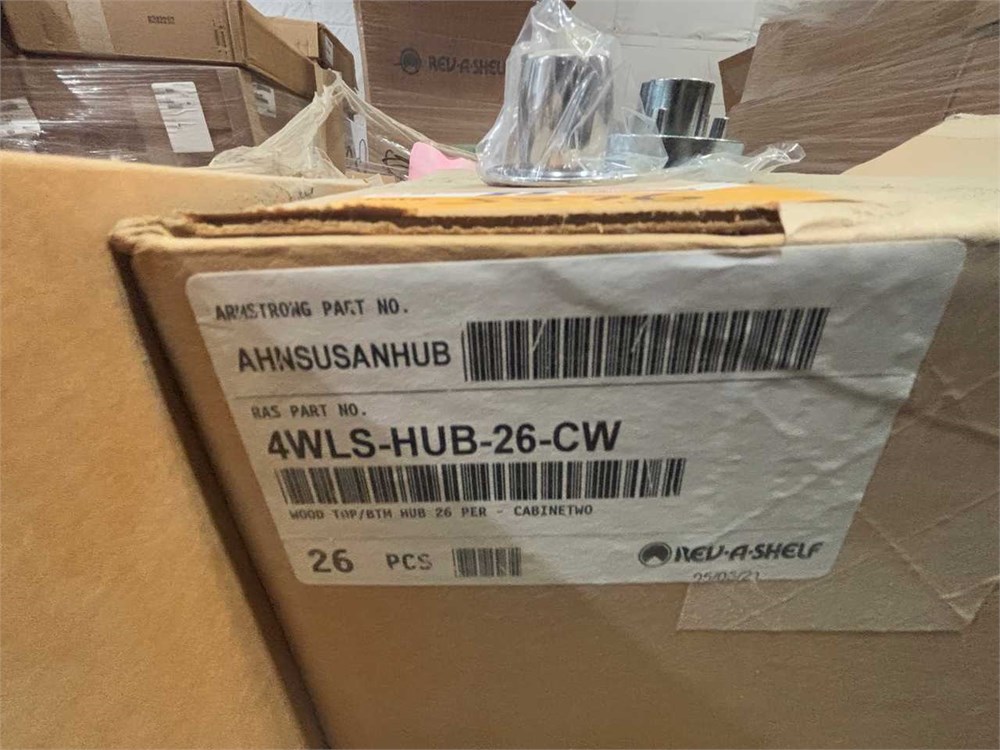 REV-A-SHEL
ARMSTRONG PART NO.
AHNSUSANHUB
RAS PART NO.
4WLS-HUB-26-CW
WOOD TOP/BTM HUB 26 PER - CABINETWO
26 PCS
REV-A-SHELF